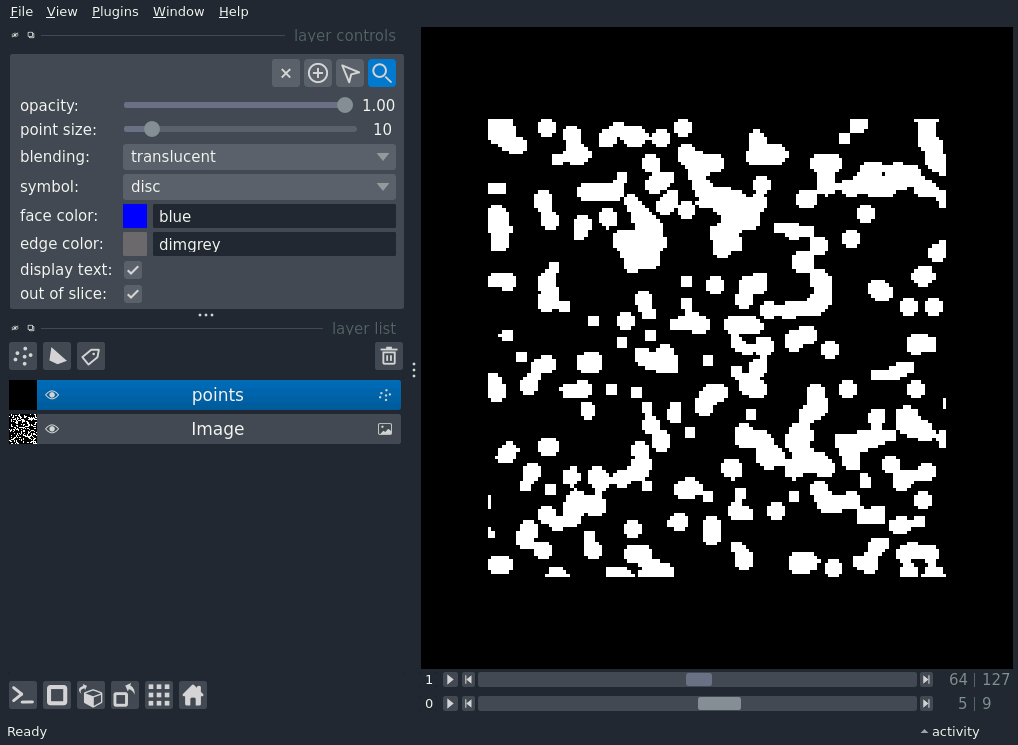 File View Plugins Window Help
layer controls
opacity: 1.00
point size: 10
blending: translucent
symbol: disc
face color: blue
edge color: dimgrey
display text:
out of slice:
layer list
points
Image
1 64 | 127
0 5 | 9
Ready activity